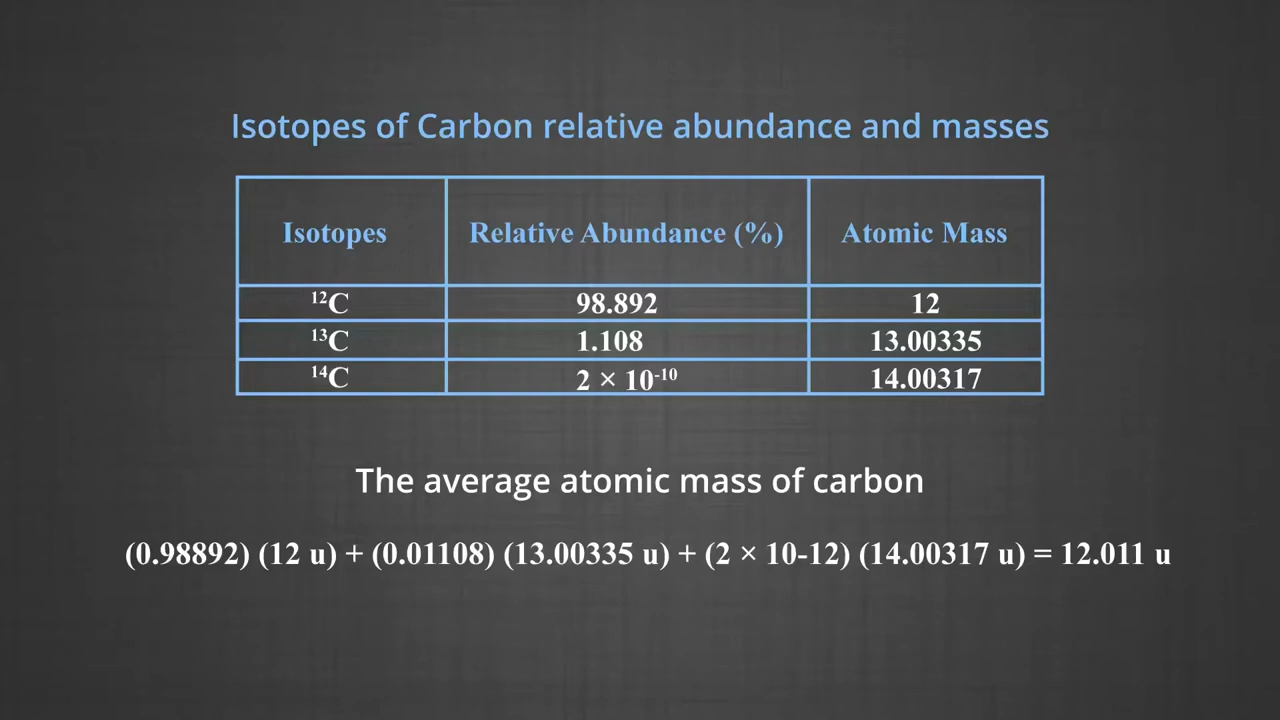 Isotopes of Carbon relative abundance and masses
Isotopes Relative Abundance (%) Atomic Mass
¹²C 98.892 12
¹³C 1.108 13.00335
¹⁴C 2 × 10⁻¹⁰ 14.00317
The average atomic mass of carbon
(0.98892) (12 u) + (0.01108) (13.00335 u) + (2 × 10-12) (14.00317 u) = 12.011 u